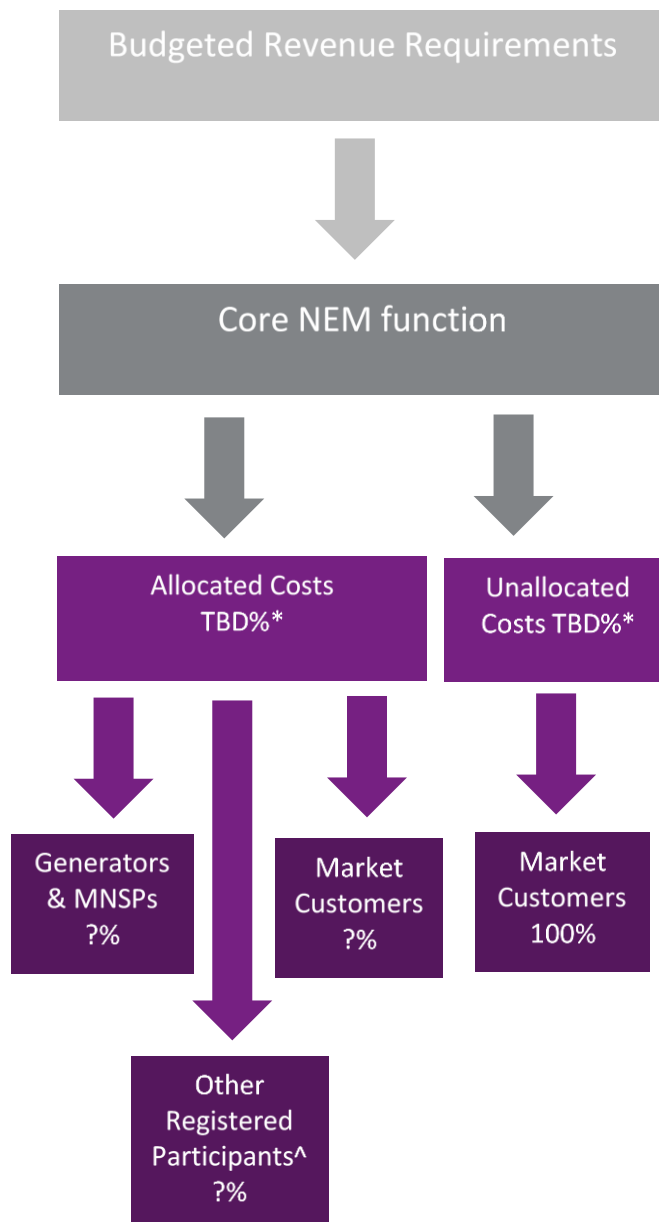 Budgeted Revenue Requirements
Core NEM function
Allocated Costs
TBD%*
Unallocated
Costs TBD%*
Generators
& MNSPs
?%
Market
Customers
?%
Market
Customers
100%
Other
Registered
Participants^
?%